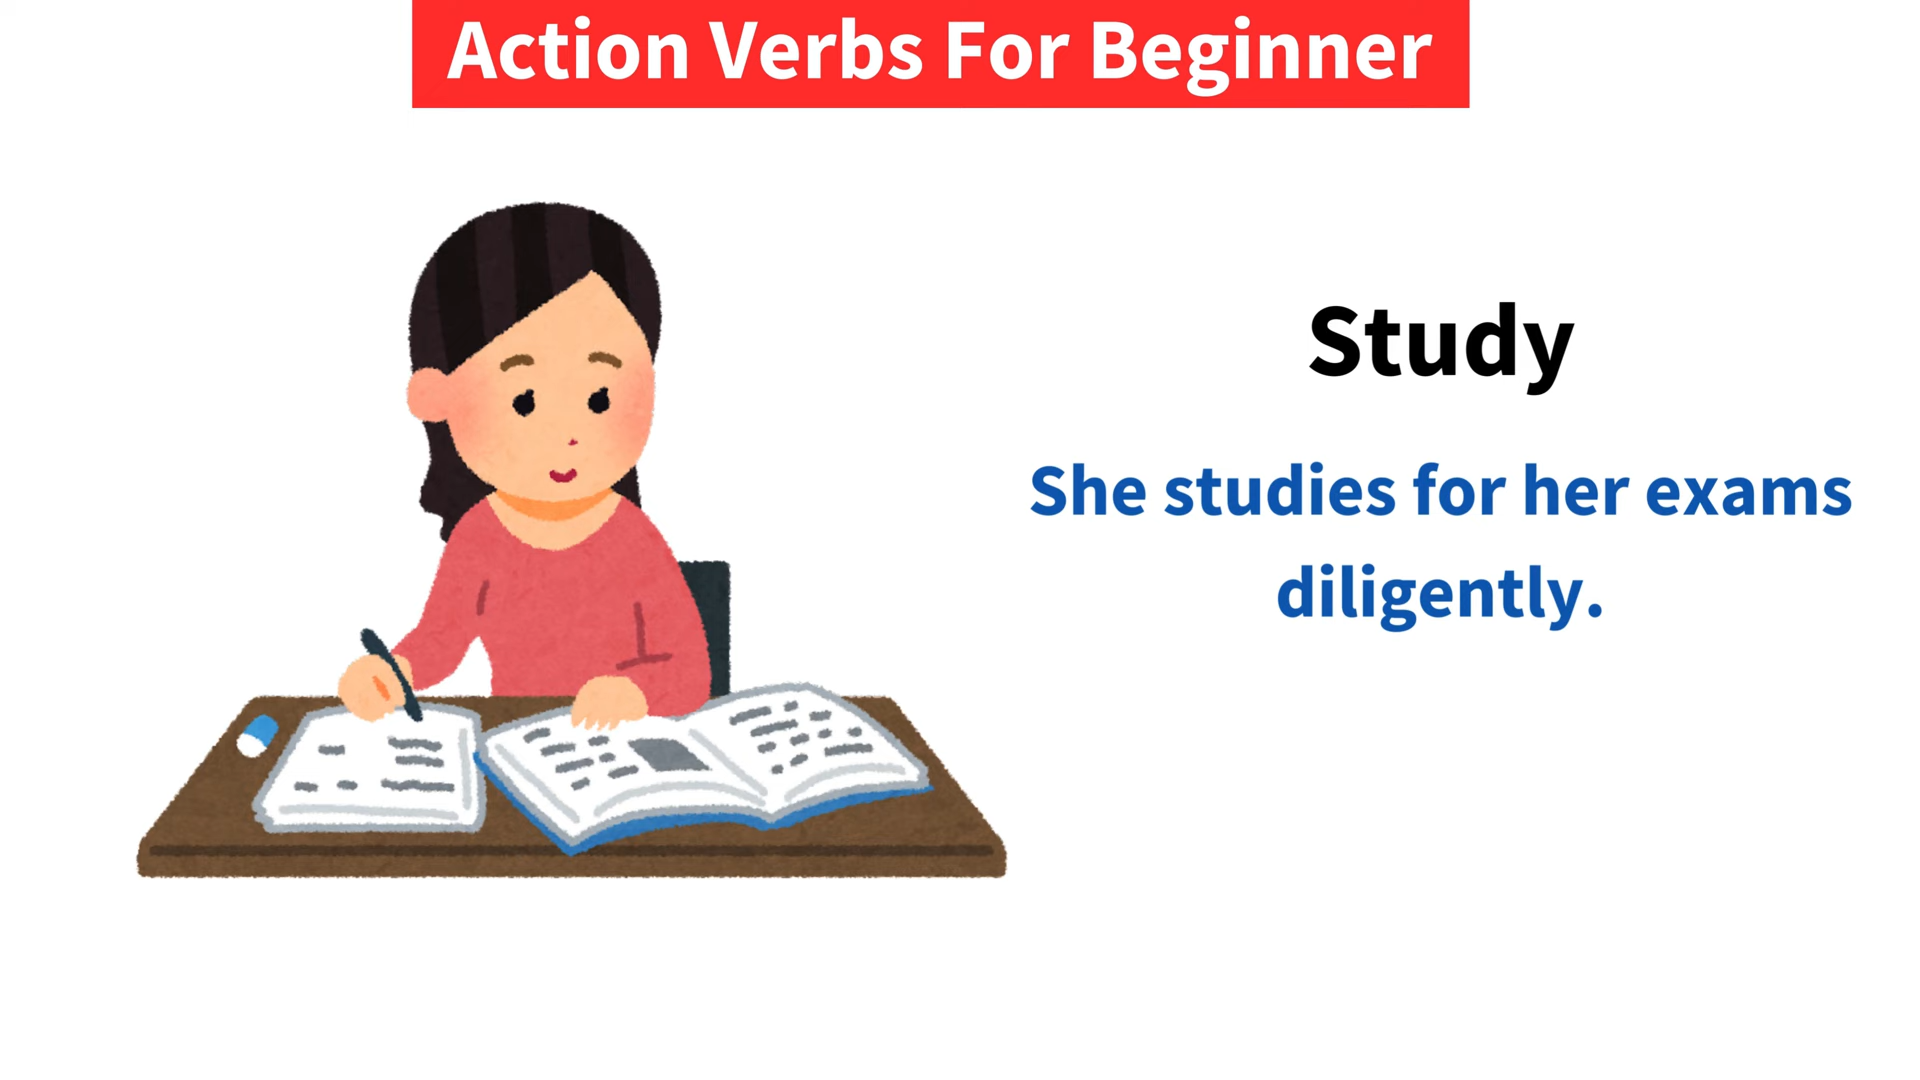 Action Verbs For Beginner
Study
She studies for her exams
diligently.